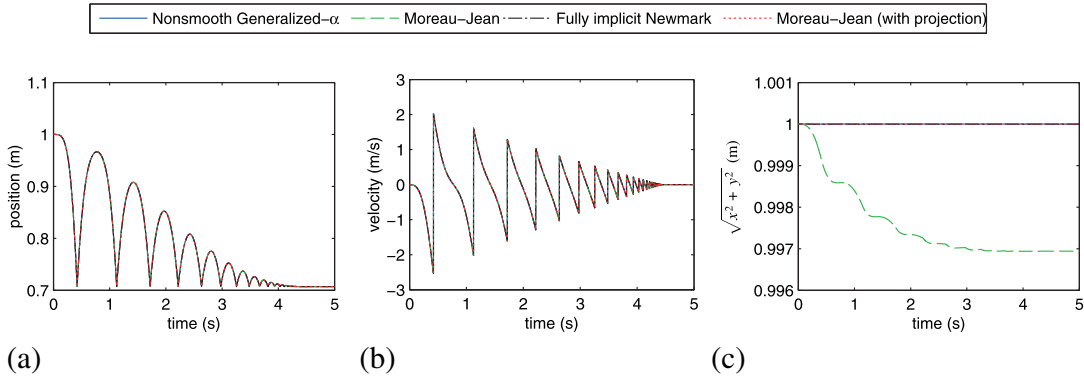 Nonsmooth Generalized−α Moreau−Jean Fully implicit Newmark Moreau−Jean (with projection)
1.1
1
0.9
0.8
0.7
position (m)
0 1 2 3 4 5
time (s)
(a)
3
2
1
0
−1
−2
−3
velocity (m/s)
0 1 2 3 4 5
time (s)
(b)
1.001
1
0.999
0.998
0.997
0.996
√x² + y² (m)
0 1 2 3 4 5
time (s)
(c)